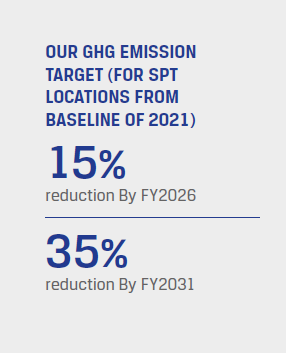 OUR GHG EMISSION
TARGET (FOR SPT
LOCATIONS FROM
BASELINE OF 2021)
15%
reduction By FY2026
35%
reduction By FY2031